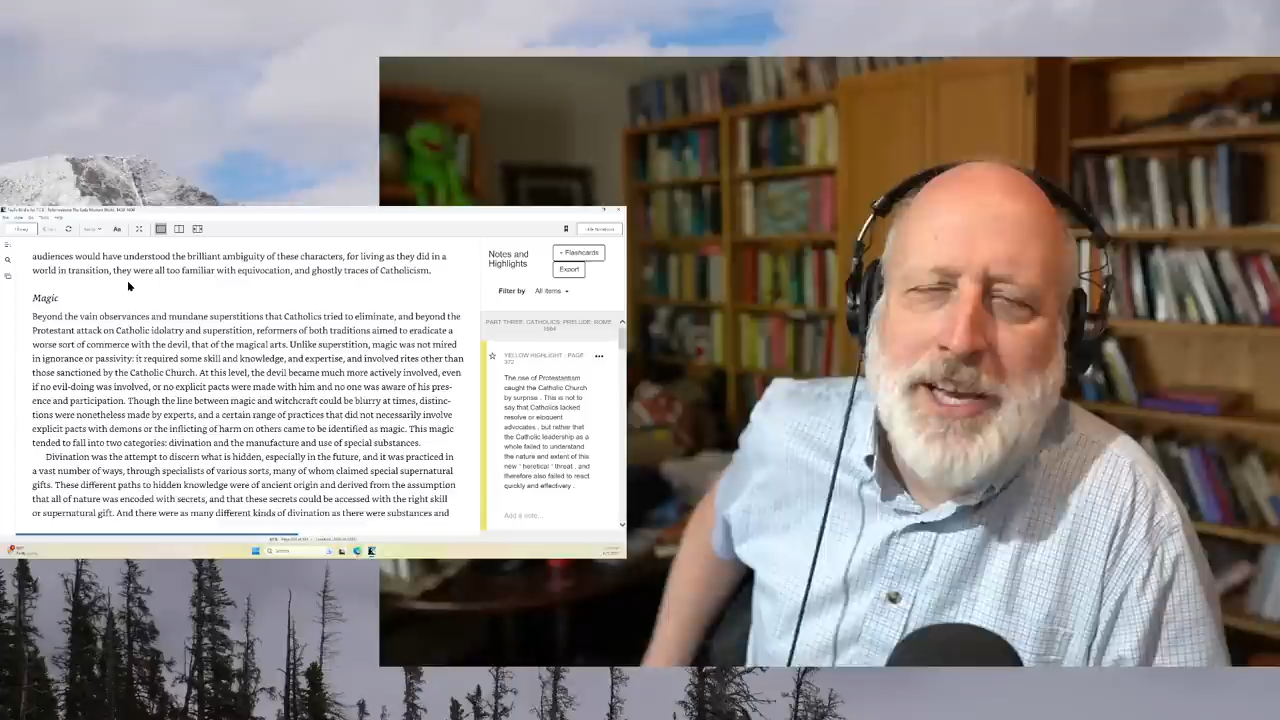 audiences would have understood the brilliant ambiguity of these characters, for living as they did in a
world in transition, they were all too familiar with equivocation, and ghostly traces of Catholicism.
Magic
Beyond the vain observances and mundane superstitions that Catholics tried to eliminate, and beyond the
Protestant attack on Catholic idolatry and superstition, reformers of both traditions aimed to eradicate a
worse sort of commerce with the devil, that of the magical arts. Unlike superstition, magic was not mired
in ignorance or passivity: it required some skill and knowledge, and expertise, and involved rites other than
those sanctioned by the Catholic Church. At this level, the devil became much more actively involved, even
if no evil-doing was involved, or no explicit pacts were made with him and no one was aware of his pres-
ence and participation. Though the line between magic and witchcraft could be blurry at times, distinc-
tions were nonetheless made by experts, and a certain range of practices that did not necessarily involve
explicit pacts with demons or the inflicting of harm on others came to be identified as magic. This magic
tended to fall into two categories: divination and the manufacture and use of special substances.
Divination was the attempt to discern what is hidden, especially in the future, and it was practiced in
a vast number of ways, through specialists of various sorts, many of whom claimed special supernatural
gifts. These different paths to hidden knowledge were of ancient origin and derived from the assumption
that all of nature was encoded with secrets, and that these secrets could be accessed with the right skill
or supernatural gift. And there were as many different kinds of divination as there were substances and
Aa
Notes and
Highlights
+ Flashcards
Export
Filter by All items
PART THREE. CATHOLICS: PRELUDE: ROME
1564
YELLOW HIGHLIGHT · PAGE
372
The rise of Protestantism
caught the Catholic Church
by surprise . This is not to
say that Catholics lacked
resolve or eloquent
advocates , but rather that
the Catholic leadership as a
whole failed to understand
the nature and extent of this
new ' heretical ' threat , and
therefore also failed to react
quickly and effectively .
Add a note...
Search